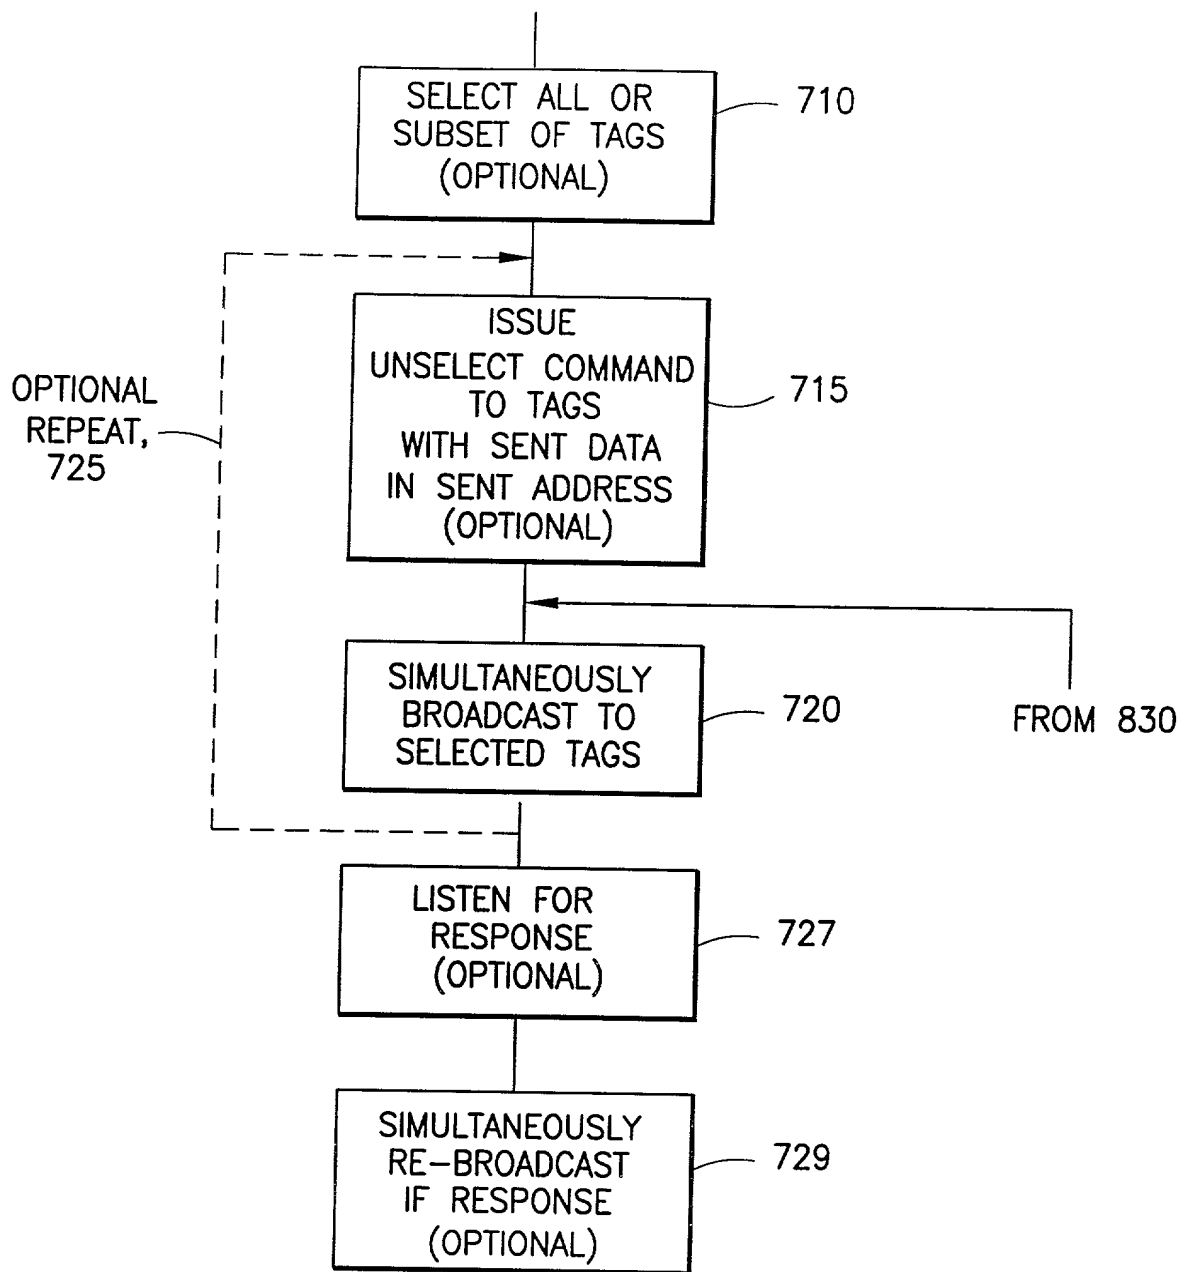 SELECT ALL OR
SUBSET OF TAGS
(OPTIONAL)
710
ISSUE
UNSELECT COMMAND
TO TAGS
WITH SENT DATA
IN SENT ADDRESS
(OPTIONAL)
715
OPTIONAL
REPEAT,
725
SIMULTANEOUSLY
BROADCAST TO
SELECTED TAGS
720
FROM 830
LISTEN FOR
RESPONSE
(OPTIONAL)
727
SIMULTANEOUSLY
RE-BROADCAST
IF RESPONSE
(OPTIONAL)
729